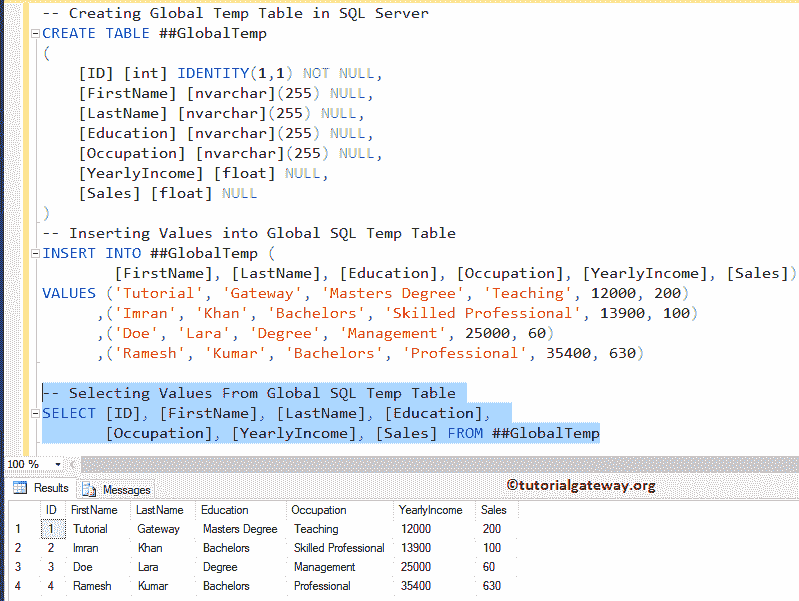 -- Creating Global Temp Table in SQL Server
CREATE TABLE ##GlobalTemp
(
[ID] [int] IDENTITY(1,1) NOT NULL,
[FirstName] [nvarchar](255) NULL,
[LastName] [nvarchar](255) NULL,
[Education] [nvarchar](255) NULL,
[Occupation] [nvarchar](255) NULL,
[YearlyIncome] [float] NULL,
[Sales] [float] NULL
)
-- Inserting Values into Global SQL Temp Table
INSERT INTO ##GlobalTemp (
[FirstName], [LastName], [Education], [Occupation], [YearlyIncome], [Sales])
VALUES ('Tutorial', 'Gateway', 'Masters Degree', 'Teaching', 12000, 200)
,('Imran', 'Khan', 'Bachelors', 'Skilled Professional', 13900, 100)
,('Doe', 'Lara', 'Degree', 'Management', 25000, 60)
,('Ramesh', 'Kumar', 'Bachelors', 'Professional', 35400, 630)
-- Selecting Values From Global SQL Temp Table
SELECT [ID], [FirstName], [LastName], [Education],
[Occupation], [YearlyIncome], [Sales] FROM ##GlobalTemp
100 %
Results Messages ©tutorialgateway.org
ID FirstName LastName Education Occupation YearlyIncome Sales
1 1 Tutorial Gateway Masters Degree Teaching 12000 200
2 2 Imran Khan Bachelors Skilled Professional 13900 100
3 3 Doe Lara Degree Management 25000 60
4 4 Ramesh Kumar Bachelors Professional 35400 630